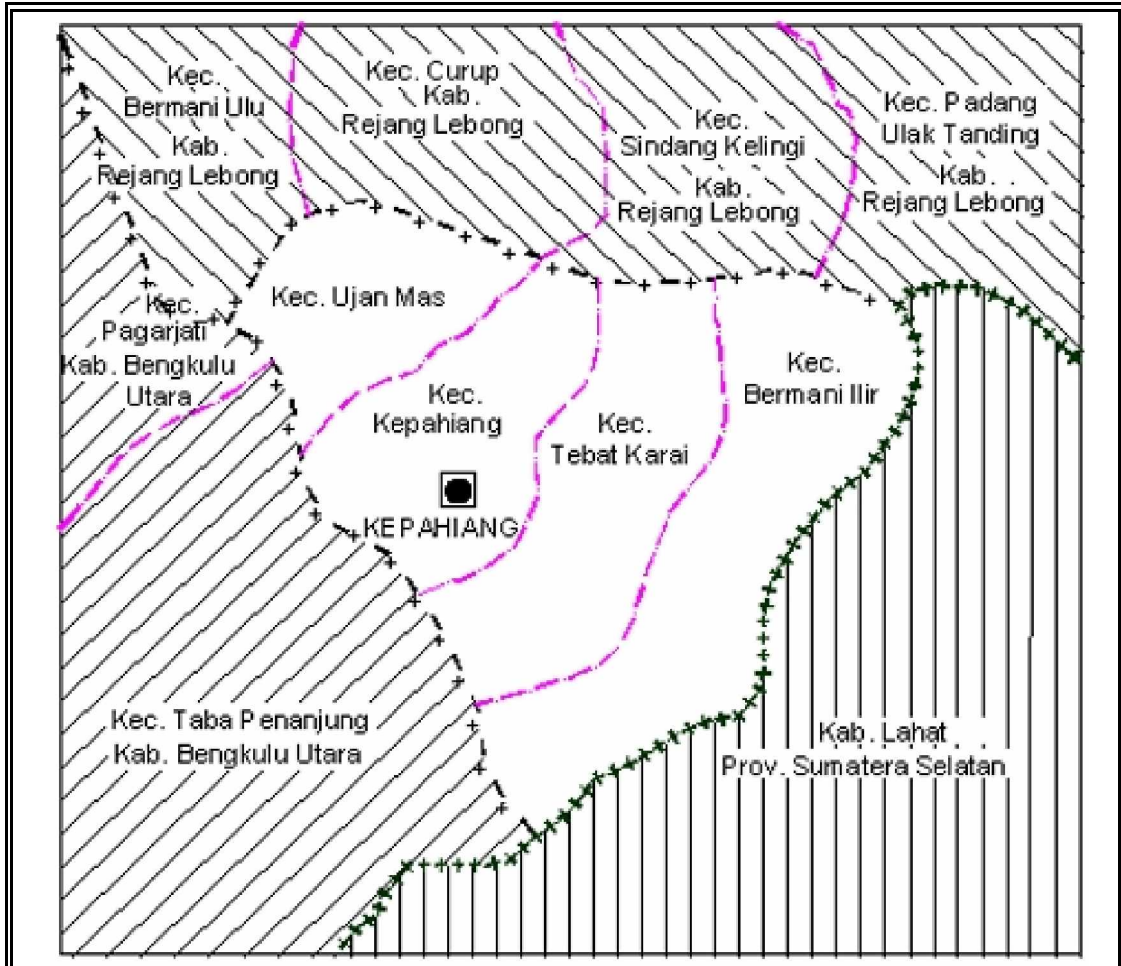 Kec.
Bermani Ulu
Kab.
Rejang Lebong
Kec. Curup
Kab.
Rejang Lebong
Kec.
Sindang Kelingi
Kab.
Rejang Lebong
Kec. Padang
Ulak Tanding
Kab.
Rejang Lebong
Kec.
Pagarjati
Kab. Bengkulu
Utara
Kec. Ujan Mas
Kec.
Kepahiang
KEPAHIANG
Kec.
Tebat Karai
Kec.
Bermani Ilir
Kec. Taba Penanjung
Kab. Bengkulu Utara
Kab. Lahat
Prov. Sumatera Selatan